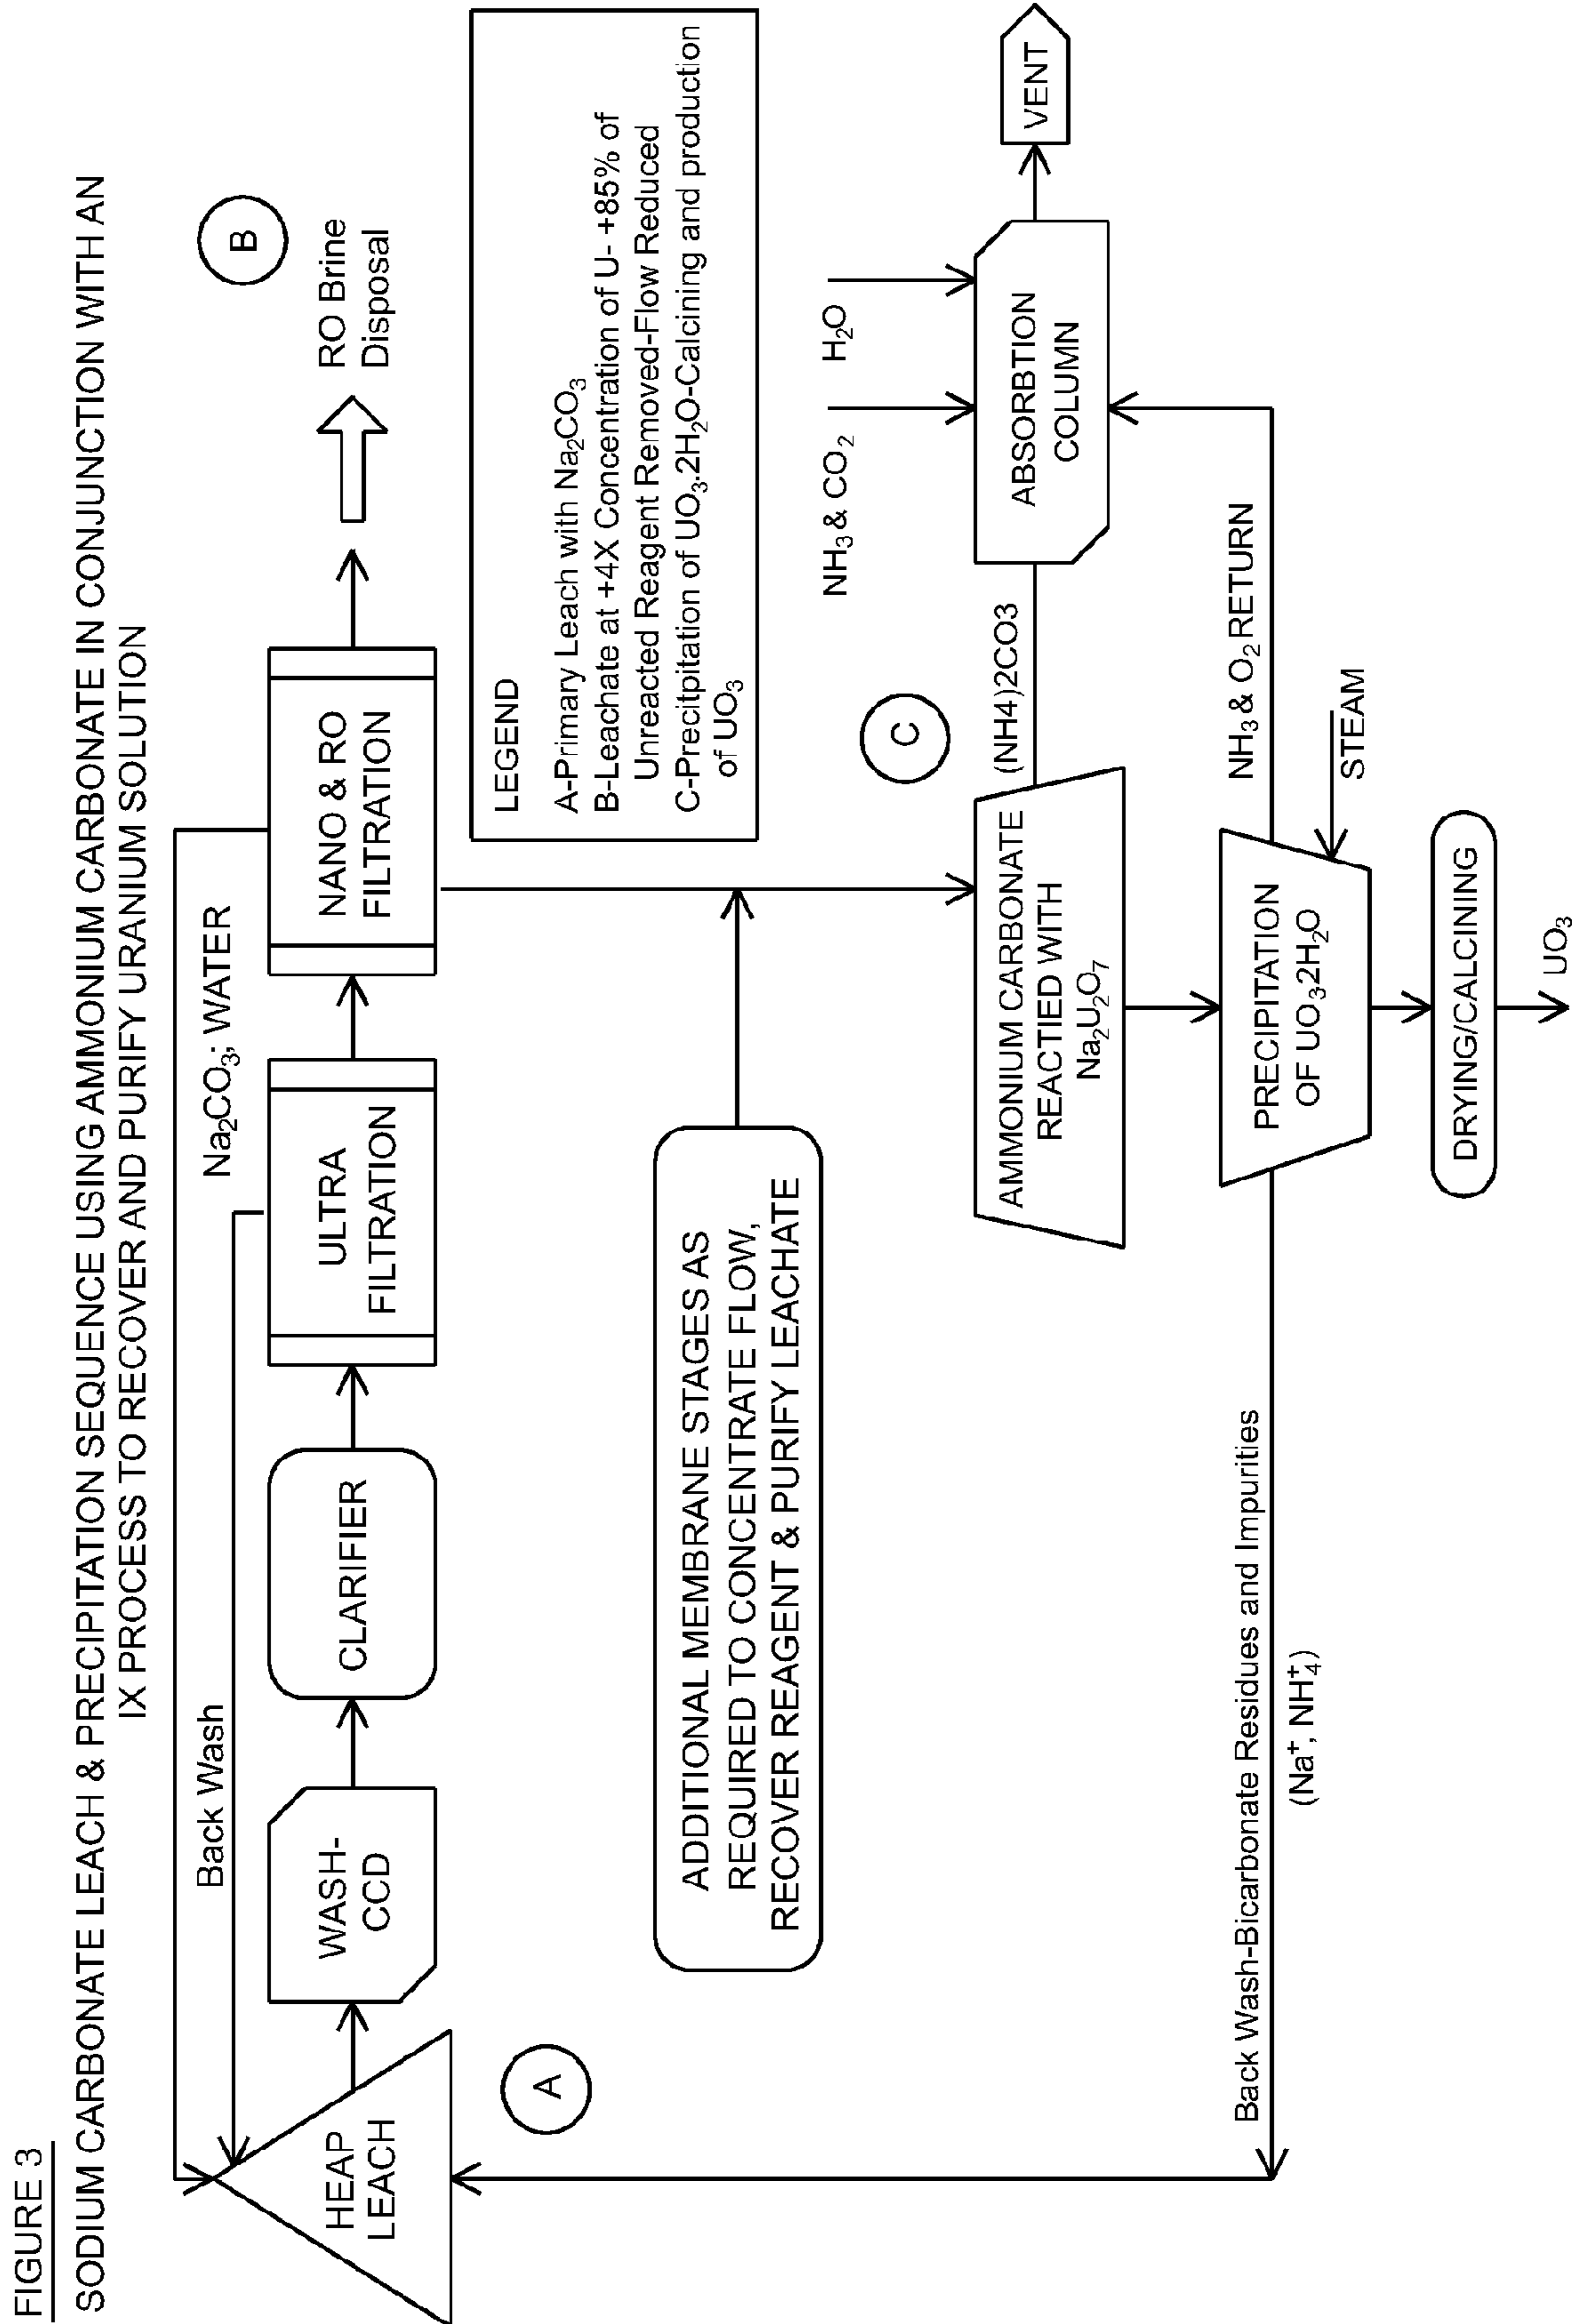 FIGURE 3
SODIUM CARBONATE LEACH & PRECIPITATION SEQUENCE USING AMMONIUM CARBONATE IN CONJUNCTION WITH AN
IX PROCESS TO RECOVER AND PURIFY URANIUM SOLUTION
Na₂CO₃; WATER
Back Wash
HEAP
LEACH
WASH-
CCD
CLARIFIER
ULTRA
FILTRATION
NANO & RO
FILTRATION
RO Brine
Disposal
B
A
LEGEND
A-Primary Leach with Na₂CO₃
B-Leachate at +4X Concentration of U- +85% of
Unreacted Reagent Removed-Flow Reduced
C-Precitpitation of UO₃.2H₂O-Calcining and production
of UO₃
ADDITIONAL MEMBRANE STAGES AS
REQUIRED TO CONCENTRATE FLOW,
RECOVER REAGENT & PURIFY LEACHATE
C
NH₃ & CO₂
H₂O
AMMONIUM CARBONATE
REACTIED WITH
Na₂U₂O₇
(NH4)2CO3
ABSORBTION
COLUMN
VENT
Back Wash-Bicarbonate Residues and Impurities
(Na⁺, NH₄⁺)
PRECIPITATION
OF UO₃.2H₂O
NH₃ & O₂ RETURN
STEAM
DRYING/CALCINING
UO₃